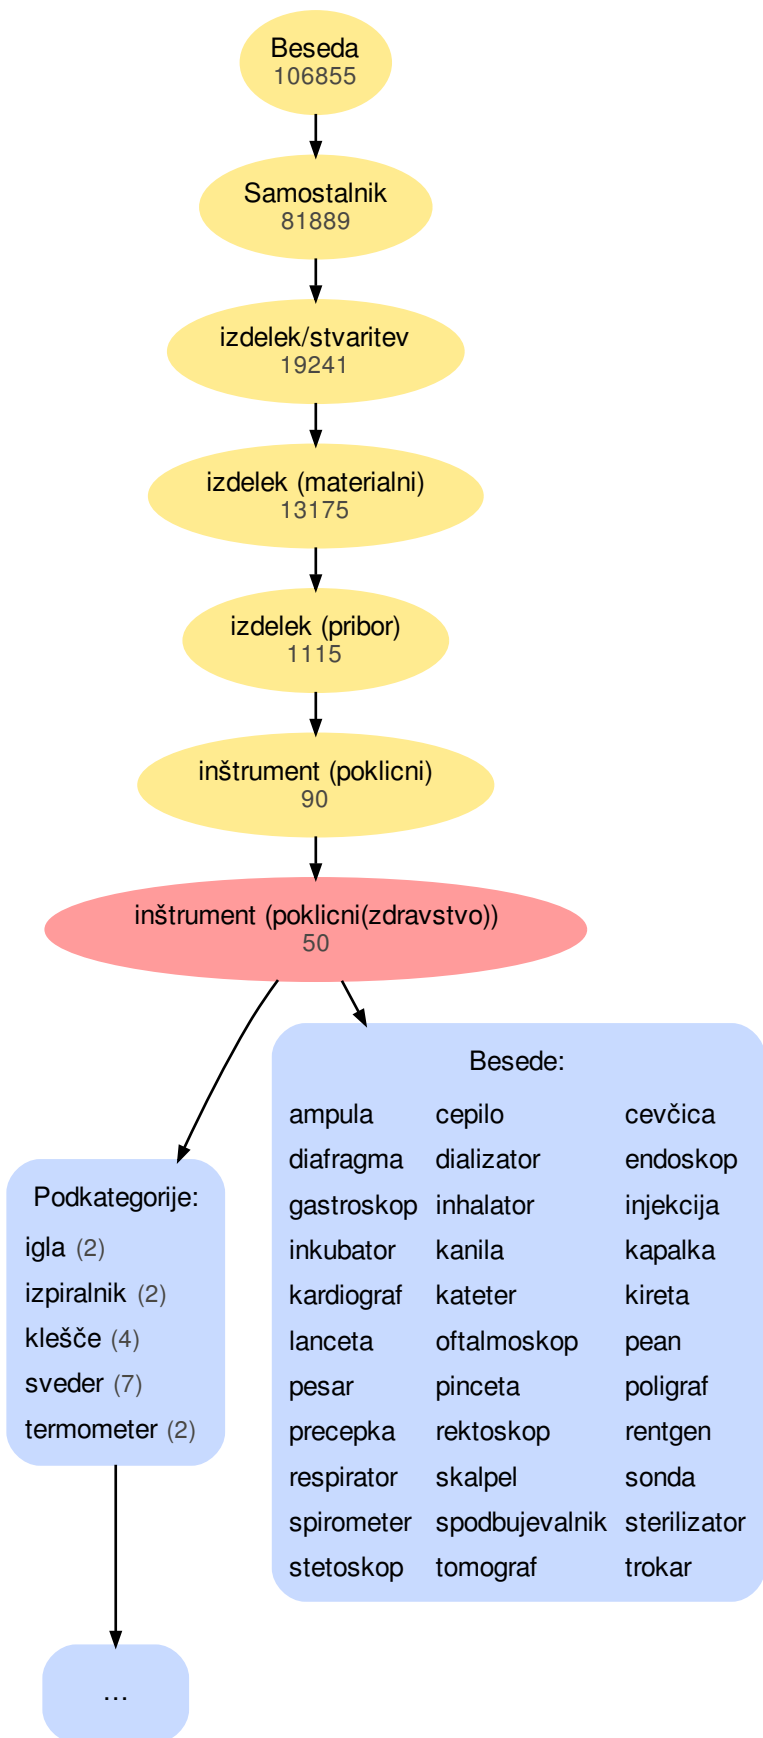 Beseda
106855
Samostalnik
81889
izdelek/stvaritev
19241
izdelek (materialni)
13175
izdelek (pribor)
1115
inštrument (poklicni)
90
inštrument (poklicni(zdravstvo))
50
Podkategorije:
igla (2)
izpiralnik (2)
klešče (4)
sveder (7)
termometer (2)
...
Besede:
ampula cepilo cevčica
diafragma dializator endoskop
gastroskop inhalator injekcija
inkubator kanila kapalka
kardiograf kateter kireta
lanceta oftalmoskop pean
pesar pinceta poligraf
precepka rektoskop rentgen
respirator skalpel sonda
spirometer spodbujevalnik sterilizator
stetoskop tomograf trokar